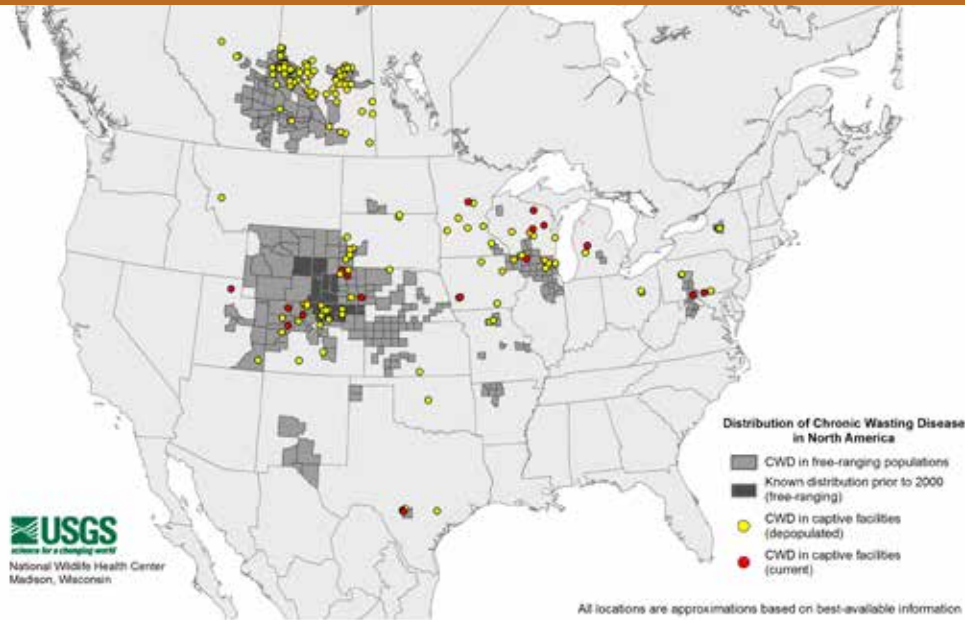 Distribution of Chronic Wasting Disease
in North America
CWD in free-ranging populations
Known distribution prior to 2000
(free-ranging)
CWD in captive facilities
(depopulated)
CWD in captive facilities
(current)
USGS
science for a changing world
National Wildlife Health Center
Madison, Wisconsin
All locations are approximations based on best-available information